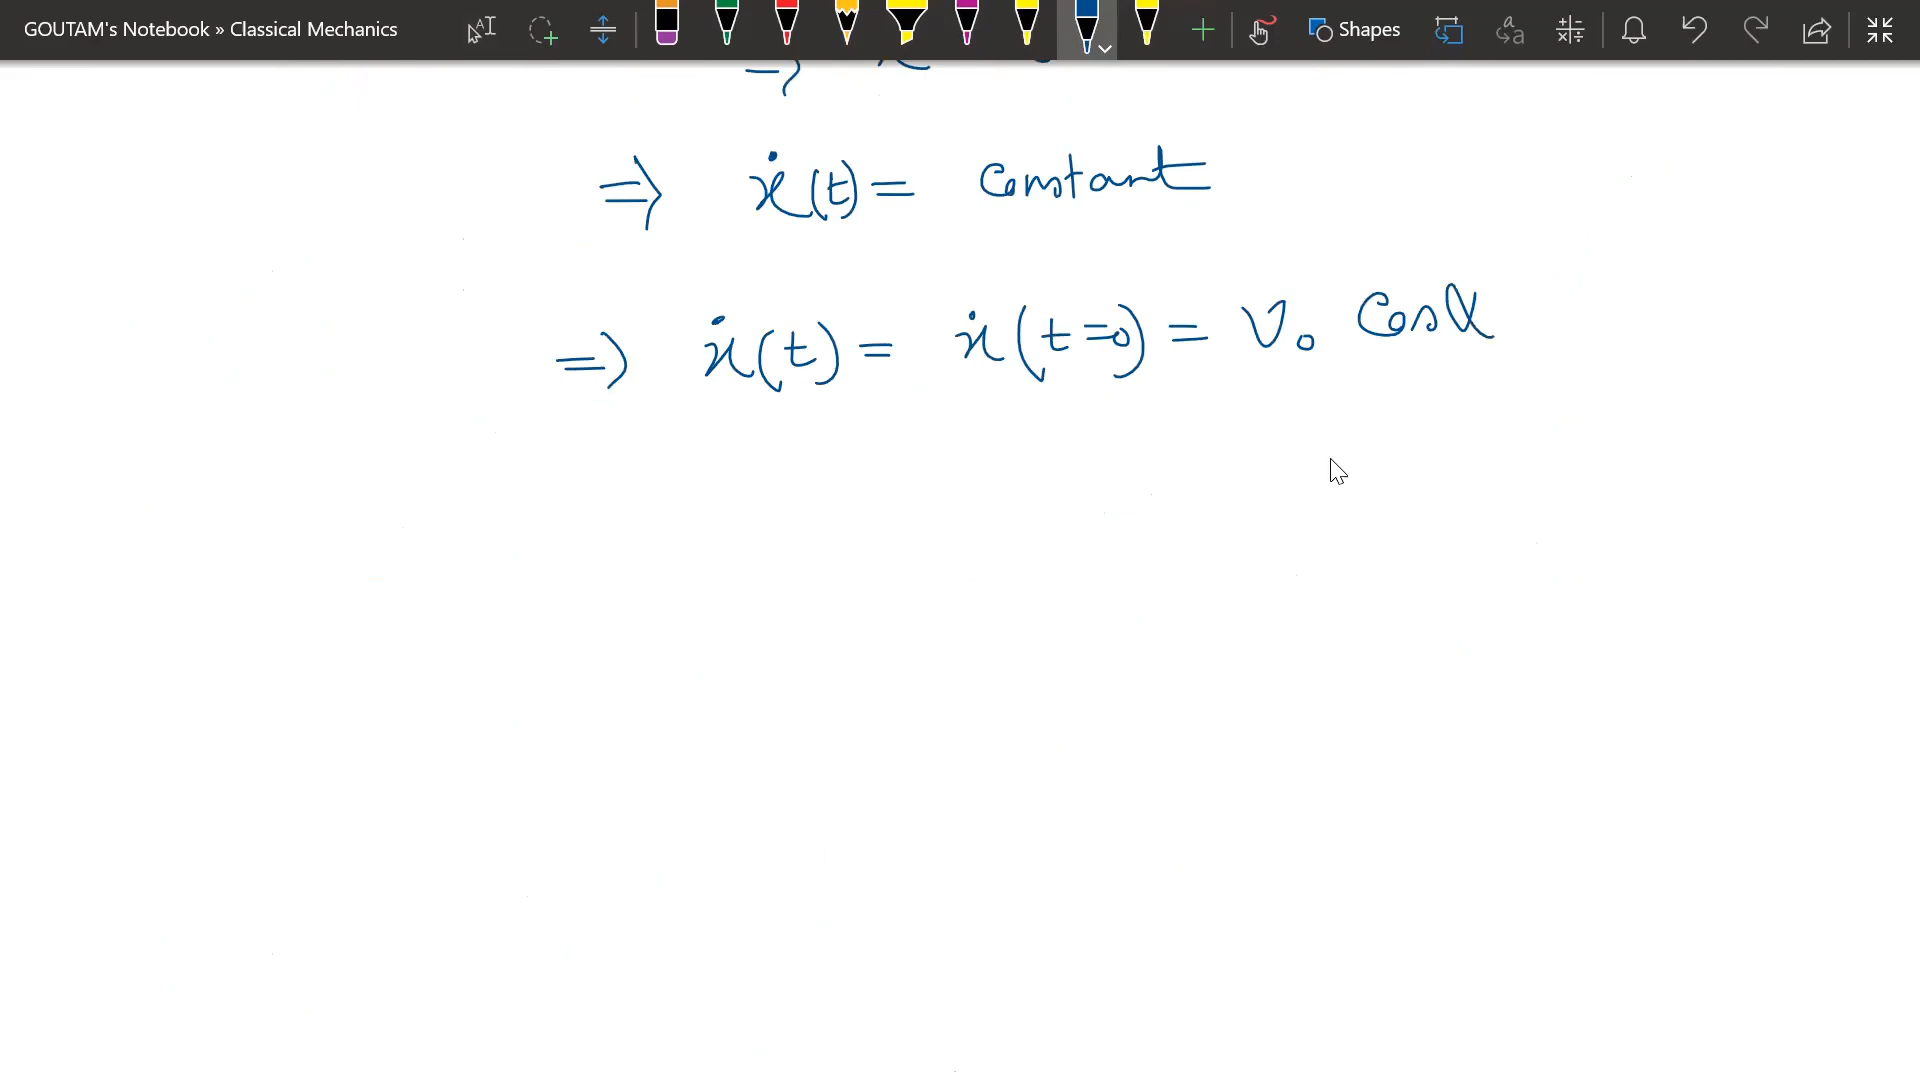 GOUTAM's Notebook » Classical Mechanics
Shapes
=> ẋ(t) = constant
=> ẋ(t) = ẋ(t=0) = V₀ Cosα